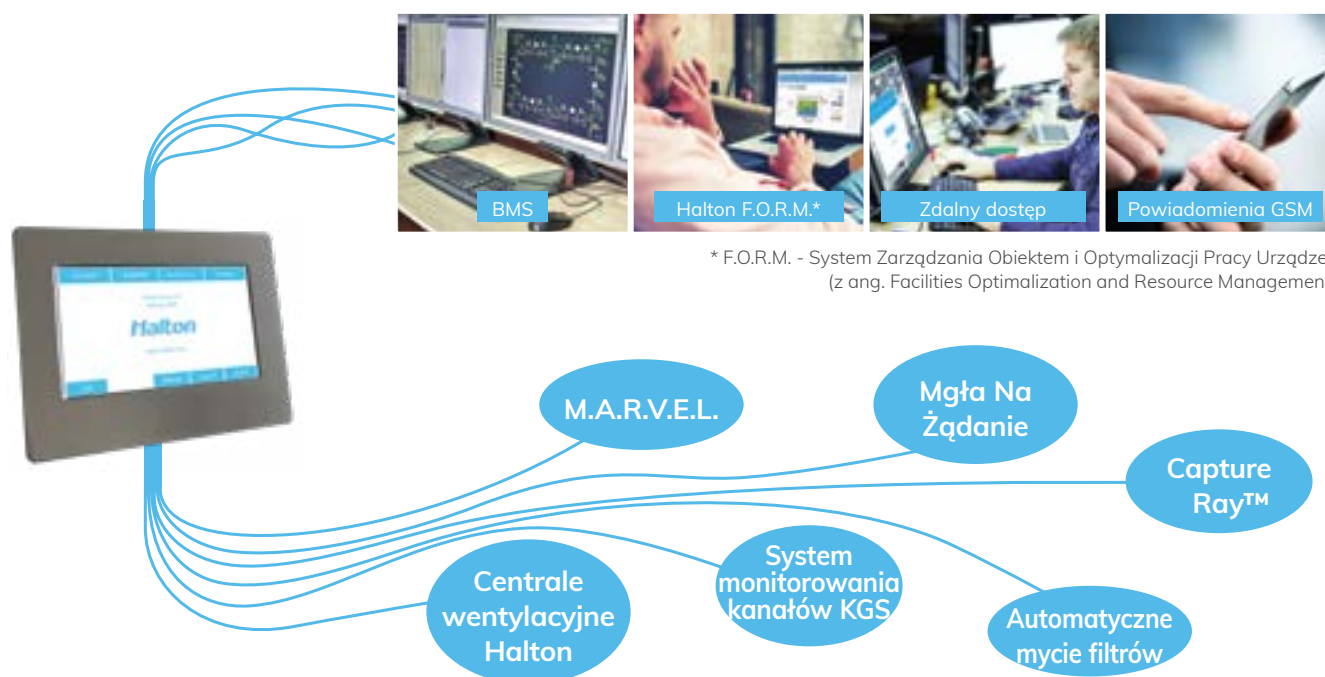 BMS
Halton F.O.R.M.*
Zdalny dostęp
Powiadomienia GSM
* F.O.R.M. - System Zarządzania Obiektem i Optymalizacji Pracy Urządze
(z ang. Facilities Optimalization and Resource Managemen
Halton
M.A.R.V.E.L.
Mgła Na
Żądanie
Capture
Ray™
Centrale
wentylacyjne
Halton
System
monitorowania
kanałów KGS
Automatyczne
mycie filtrów